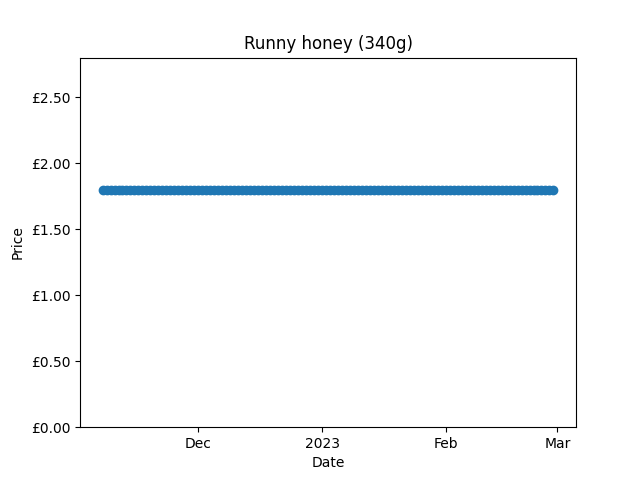 Runny honey (340g)
£2.50
£2.00
£1.50
£1.00
£0.50
£0.00
Price
Dec
2023
Feb
Mar
Date